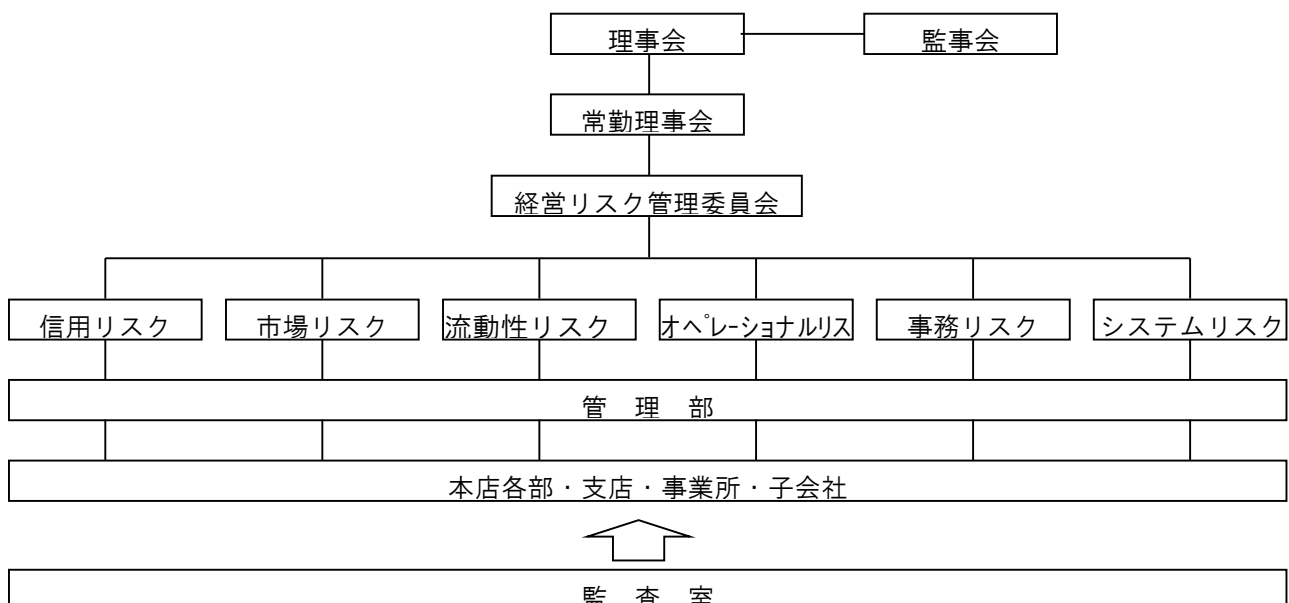 理事会 監事会
常勤理事会
経営リスク管理委員会
信用リスク 市場リスク 流動性リスク ｵﾍﾟﾚｰｼｮﾅﾙﾘｽ 事務リスク システムリスク
管 理 部
本店各部・支店・事業所・子会社
監 査 室